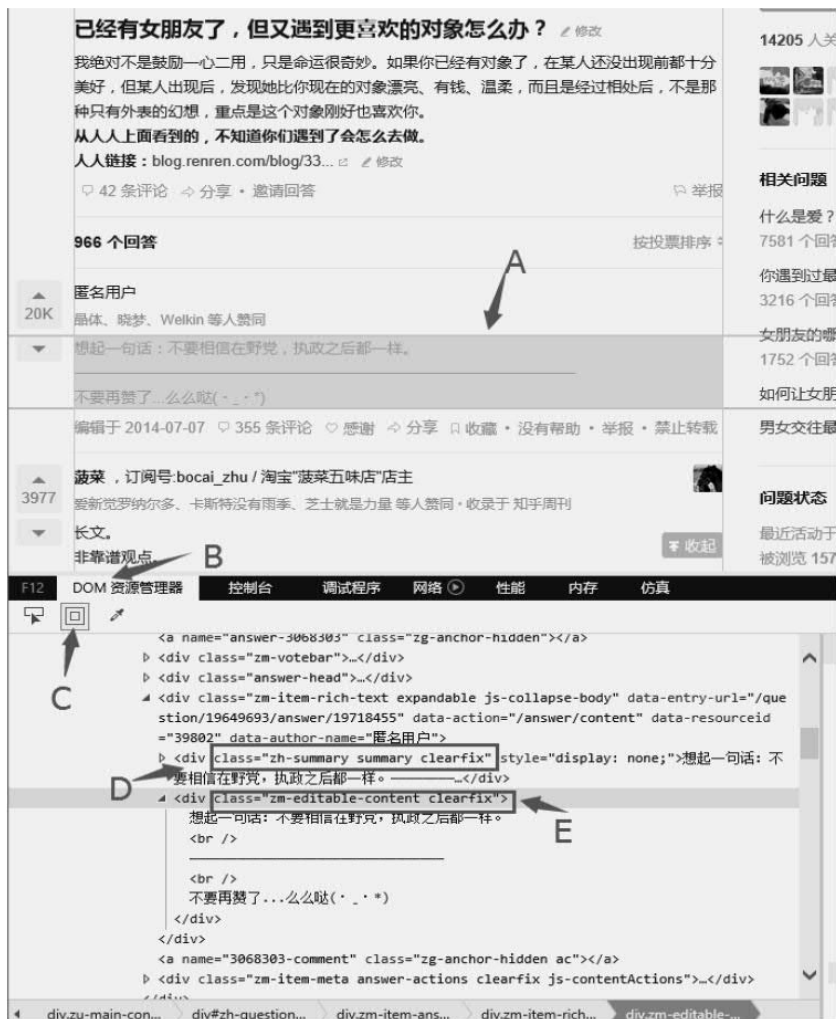 已经有女朋友了，但又遇到更喜欢的对象怎么办？ 修改
我绝对不是鼓励一心二用，只是命运很奇妙。如果你已经有对象了，在某人还没出现前都十分
美好，但某人出现后，发现她比你现在的对象漂亮、有钱、温柔，而且是经过相处后，不是那
种只有外表的幻想，重点是这个对象刚好也喜欢你。
从人人上面看到的，不知道你们遇到了会怎么去做。
人人链接：blog.renren.com/blog/33... 修改
42 条评论 分享 • 邀请回答 举报
966 个回答 按投票排序
A
20K
匿名用户
晶体、晓梦、Welkin 等人赞同
想起一句话：不要相信在野党，执政之后都一样。
不要再赞了...么么哒(・_・*)
编辑于 2014-07-07 355 条评论 感谢 分享 收藏 • 没有帮助 • 举报 • 禁止转载
3977
菠菜 ，订阅号:bocai_zhu / 淘宝"菠菜五味店"店主
爱新觉罗纳尔多、卡斯特没有雨季、芝士就是力量 等人赞同 • 收录于 知乎周刊
长文。
非靠谱观点。
收起
B
14205 人关
相关问题
什么是爱？
7581 个回答
你遇到过最
3216 个回答
女朋友的哪
1752 个回答
如何让女朋
男女交往最
问题状态
最近活动于
被浏览 157
F12 DOM 资源管理器 控制台 调试程序 网络 性能 内存 仿真
C
<a name="answer-3068303" class="zg-anchor-hidden"></a>
<div class="zm-votebar">…</div>
<div class="answer-head">…</div>
<div class="zm-item-rich-text expandable js-collapse-body" data-entry-url="/que
stion/19649693/answer/19718455" data-action="/answer/content" data-resourceid
="39802" data-author-name="匿名用户">
<div class="zh-summary summary clearfix" style="display: none;">想起一句话：不
要相信在野党，执政之后都一样。————————…</div>
D
<div class="zm-editable-content clearfix">
E
想起一句话：不要相信在野党，执政之后都一样。
<br />
————————————————
<br />
不要再赞了...么么哒(・_・*)
</div>
</div>
<a name="3068303-comment" class="zg-anchor-hidden ac"></a>
<div class="zm-item-meta answer-actions clearfix js-contentActions">…</div>
</div>
div.zu-main-con... div#zh-question... div.zm-item-ans... div.zm-item-rich... div.zm-editable-...